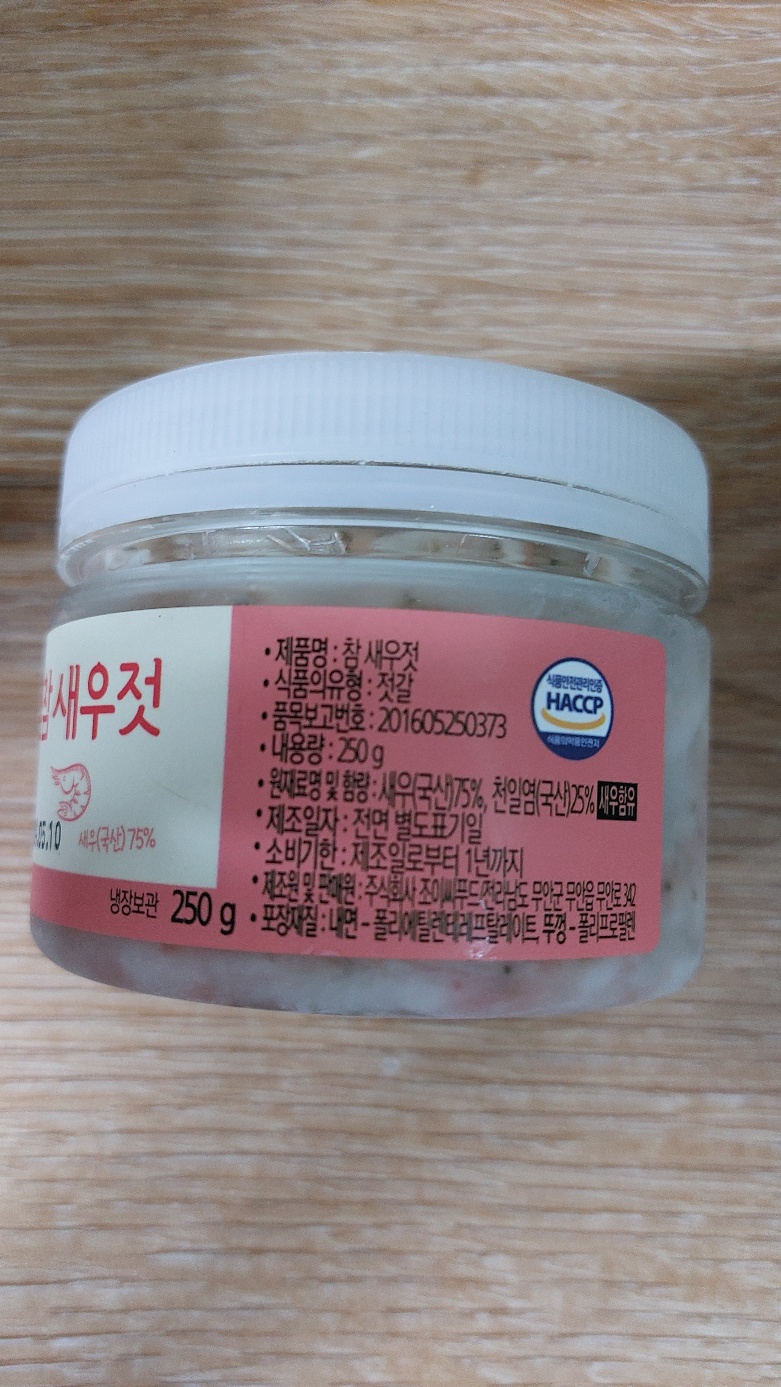 참새우젓
.05.10
새우(국산)75%
냉장보관 250 g
• 제품명 : 참 새우젓
• 식품의유형 : 젓갈
• 품목보고번호 : 201605250373
• 내용량 : 250 g
• 원재료명 및 함량 : 새우(국산)75%, 천일염(국산)25% 새우함유
• 제조일자 : 전면 별도표기일
• 소비기한 : 제조일로부터 1년까지
• 제조원 및 판매원 : 주식회사 조이씨푸드/전라남도 무안군 무안읍 무안로 342
• 포장재질 : 내면 – 폴리에틸렌테레프탈레이트, 뚜껑 – 폴리프로필렌
식품안전관리인증
HACCP
식품의약품안전처